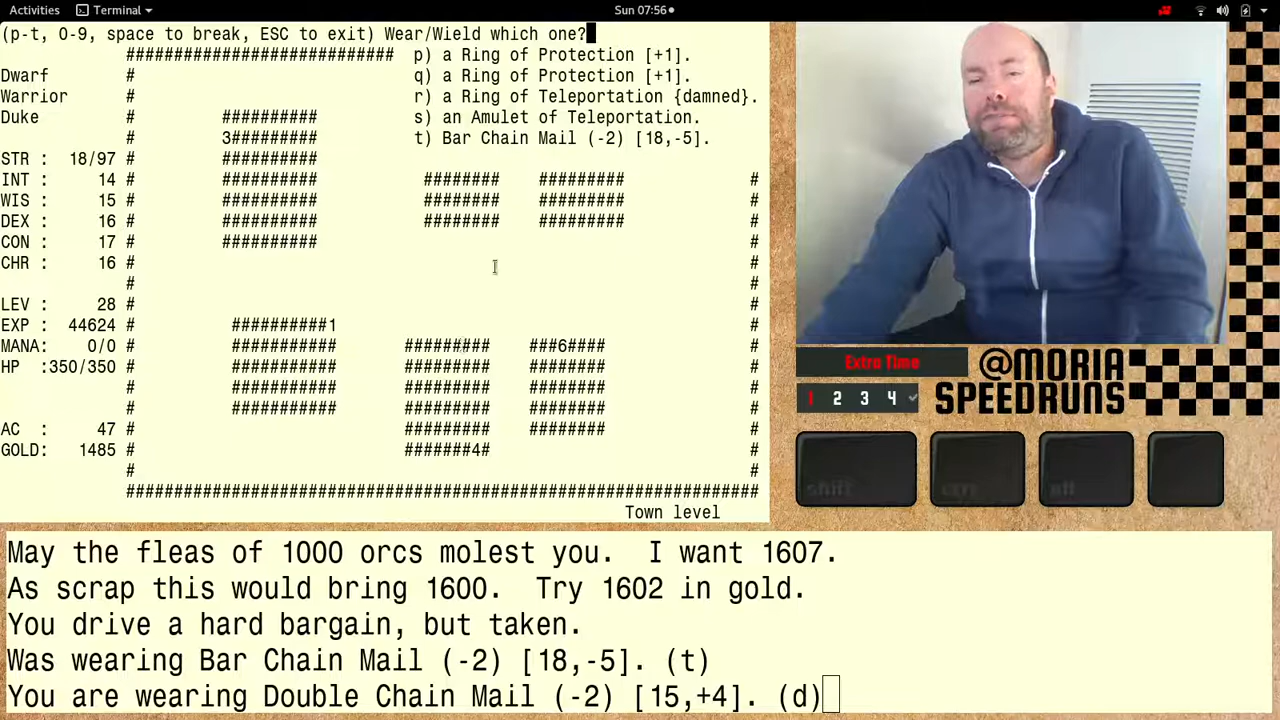 Activities Terminal Sun 07:56
(p-t, 0-9, space to break, ESC to exit) Wear/Wield which one?
############################ p) a Ring of Protection [+1].
Dwarf # q) a Ring of Protection [+1].
Warrior # r) a Ring of Teleportation {damned}.
Duke # ########## s) an Amulet of Teleportation.
# 3######### t) Bar Chain Mail (-2) [18,-5].
STR : 18/97 # ##########
INT : 14 # ########## ######## ######### #
WIS : 15 # ########## ######## ######### #
DEX : 16 # ########## ######## ######### #
CON : 17 # ########## #
CHR : 16 # #
# #
LEV : 28 # #
EXP : 44624 # ##########1 #
MANA: 0/0 # ########### ######### ###6#### #
HP :350/350 # ########### ######### ######## #
# ########### ######### ######## #
# ########### ######### ######## #
AC : 47 # ######### ######## #
GOLD: 1485 # #######4# #
# #
##################################################################
Town level
Extra Time
1 2 3 4
@MORIA
SPEEDRUNS
shift
May the fleas of 1000 orcs molest you. I want 1607.
As scrap this would bring 1600. Try 1602 in gold.
You drive a hard bargain, but taken.
Was wearing Bar Chain Mail (-2) [18,-5]. (t)
You are wearing Double Chain Mail (-2) [15,+4]. (d)